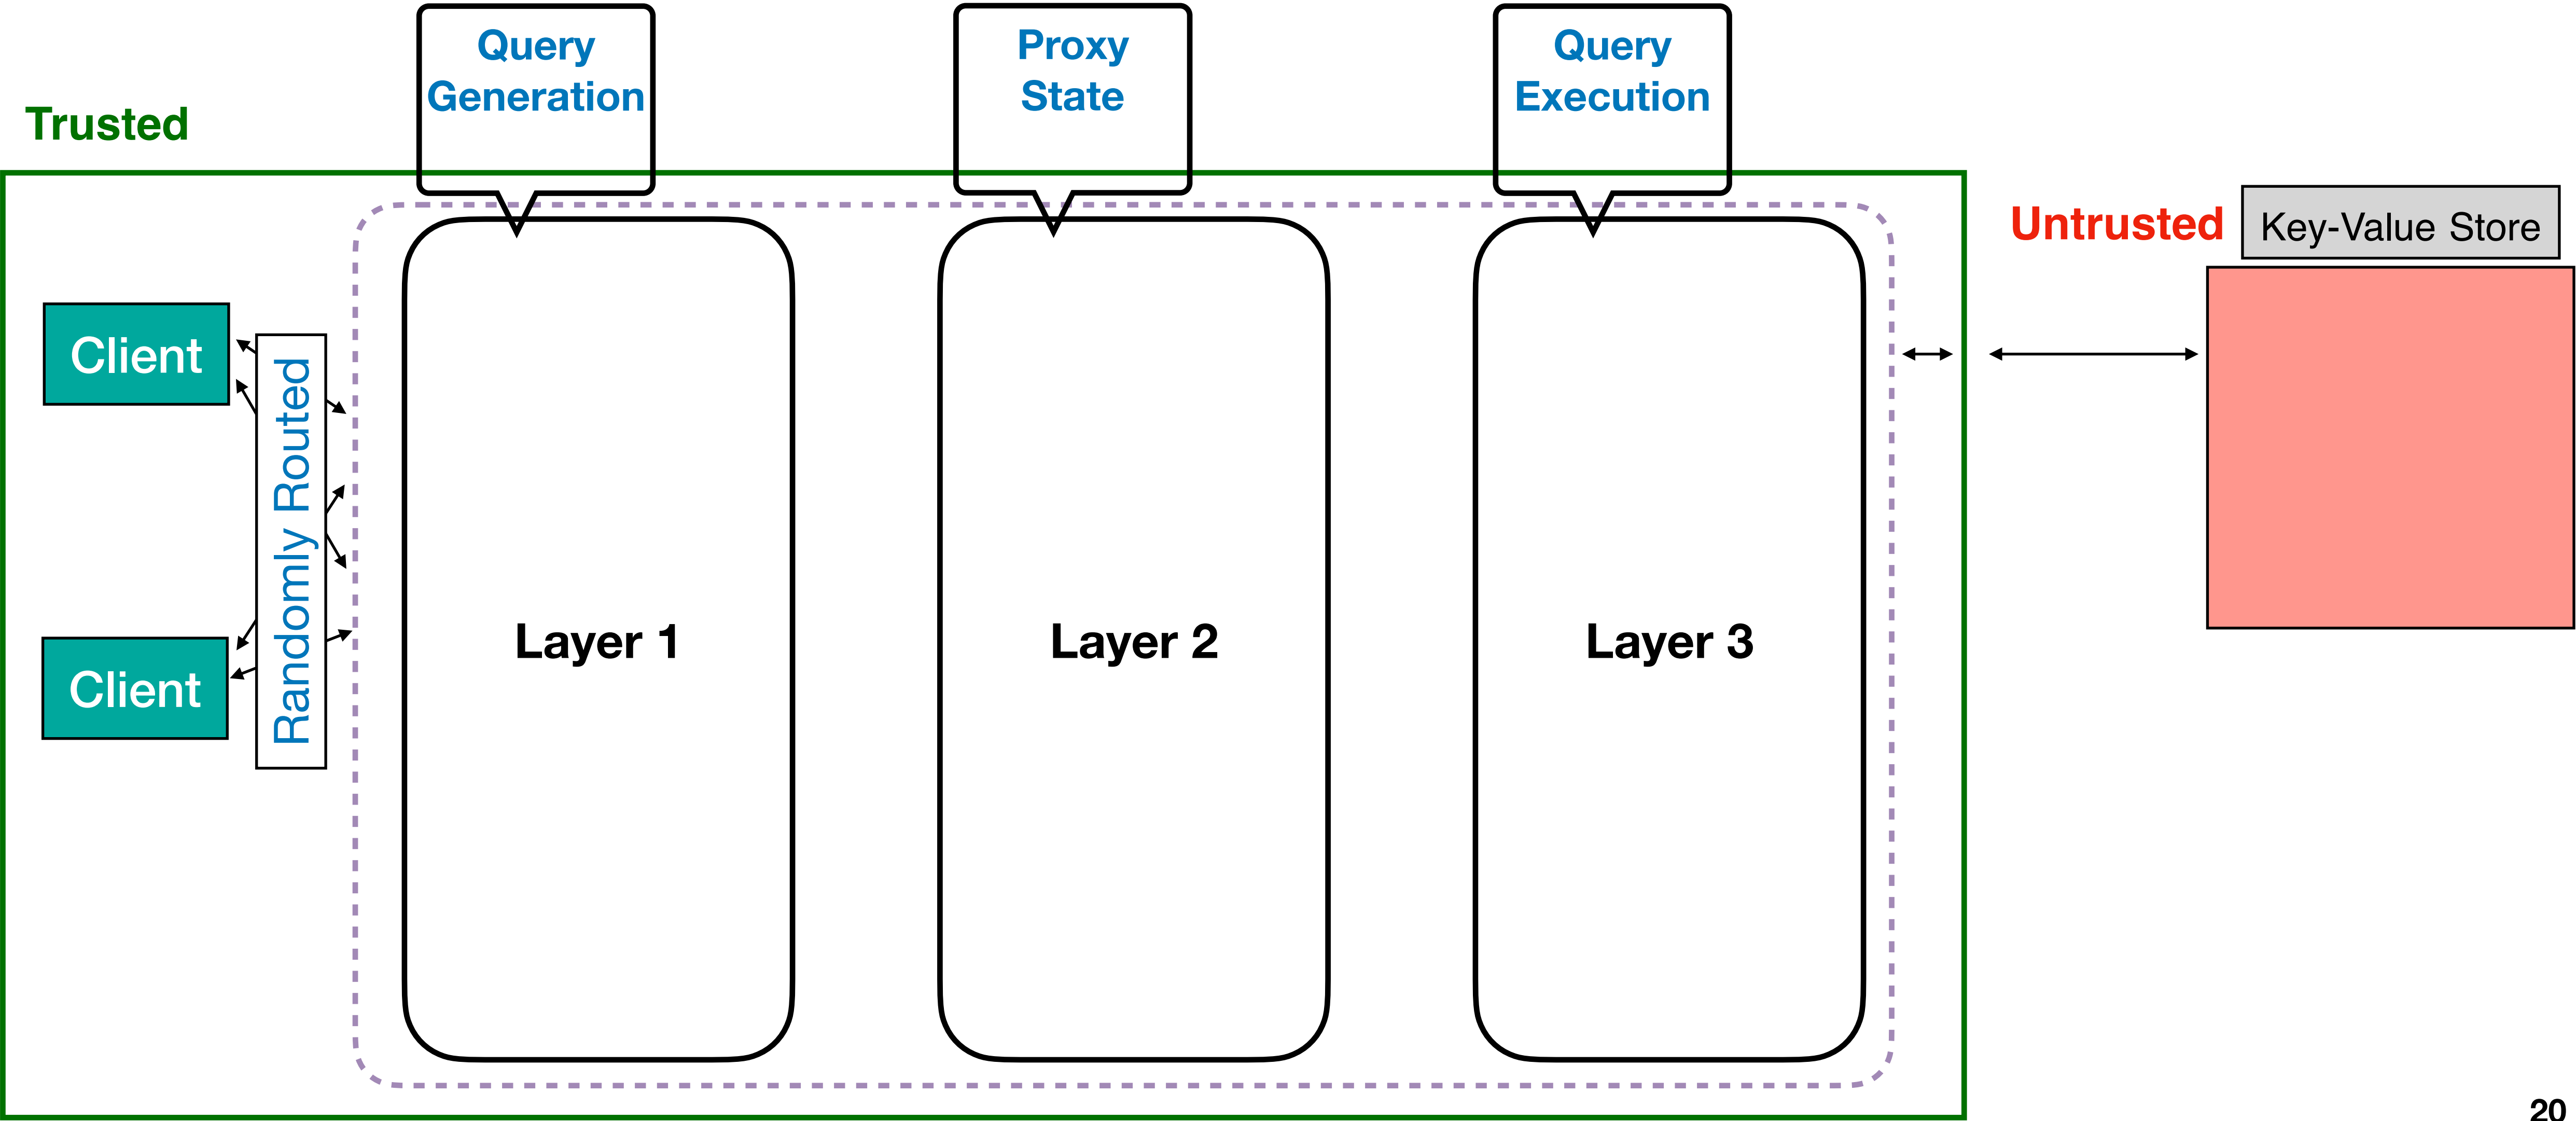 Query
Generation
Proxy
State
Query
Execution
Trusted
Untrusted
Key-Value Store
Client
Randomly Routed
Client
Layer 1
Layer 2
Layer 3
20